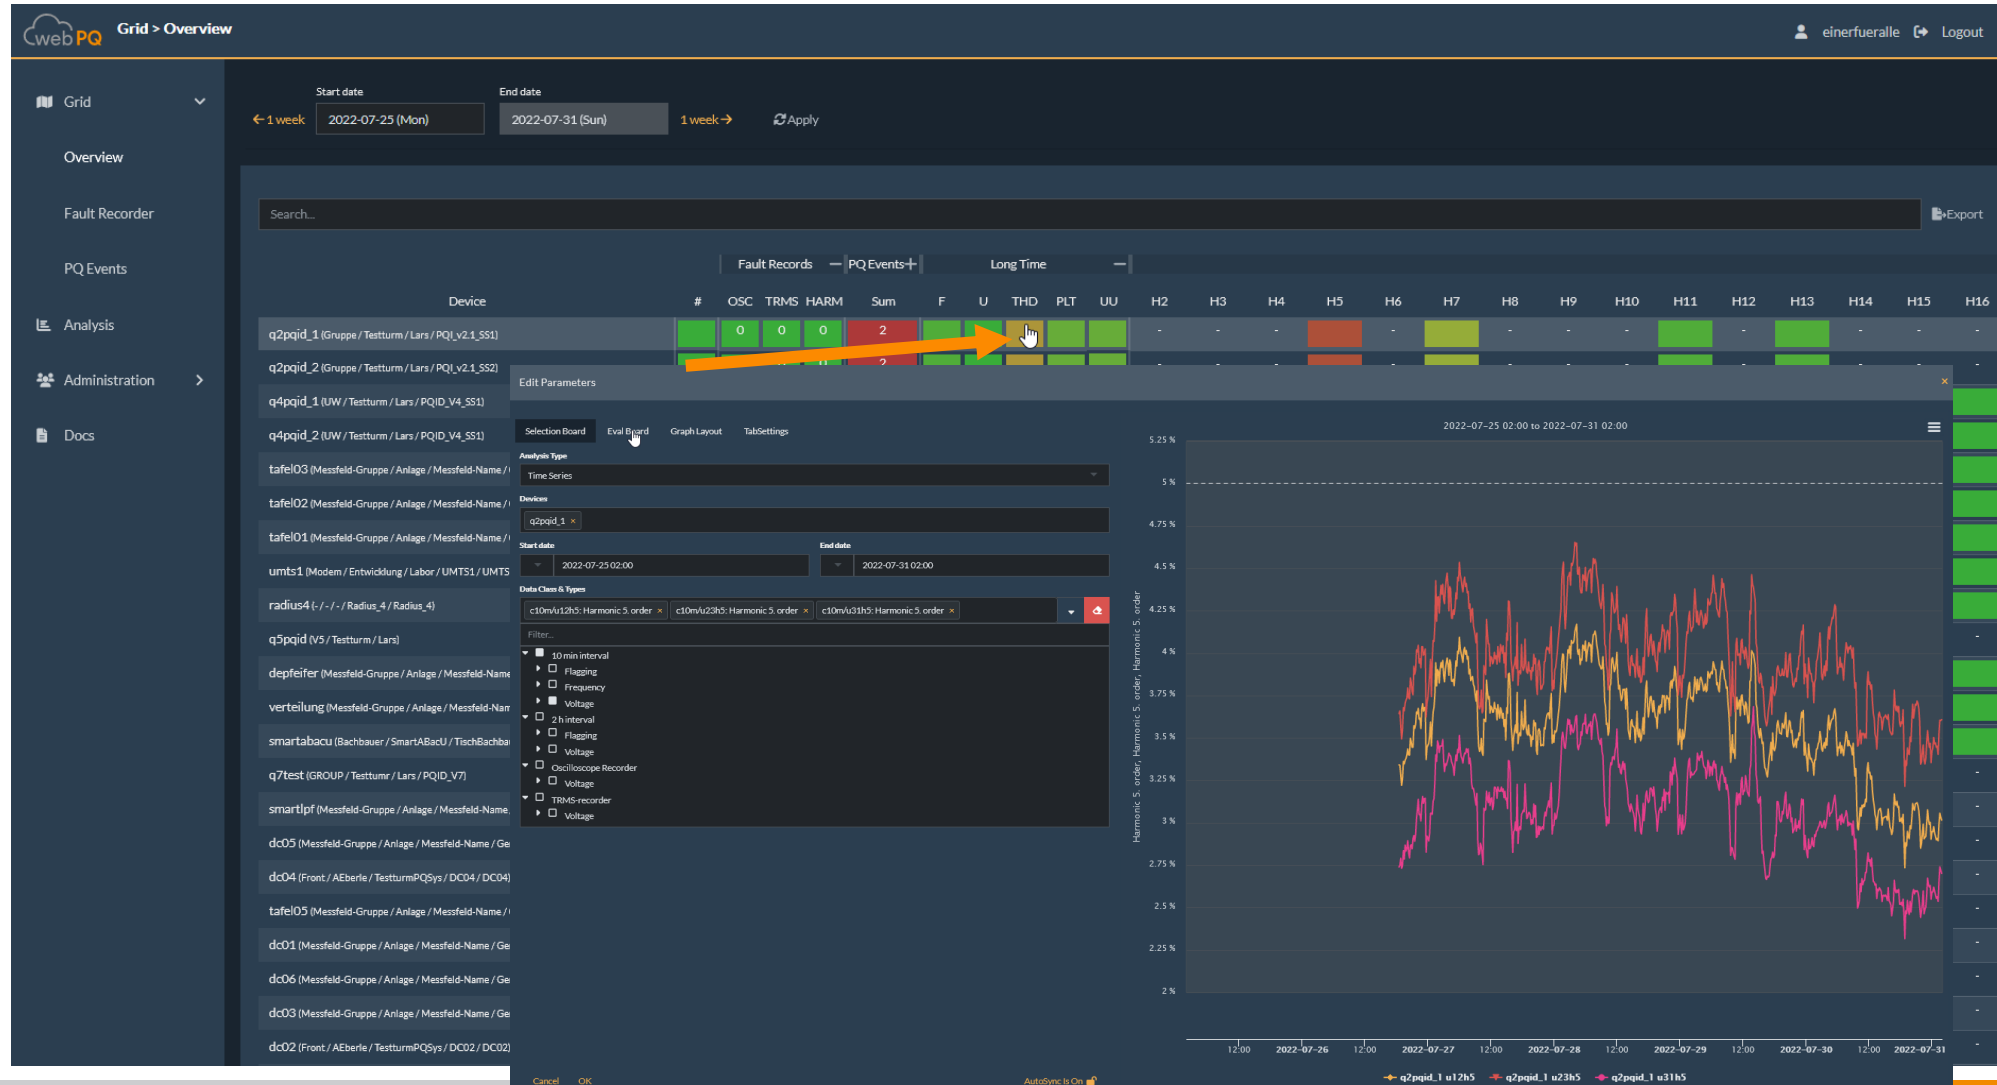 web PQ Grid > Overview einerfueralle Logout
Grid
Overview
Fault Recorder
PQ Events
Analysis
Administration
Docs
Start date End date
1 week 2022-07-25 (Mon) 2022-07-31 (Sun) 1 week Apply
Search... Export
Fault Records PQ Events Long Time
Device # OSC TRMS HARM Sum F U THD PLT UU H2 H3 H4 H5 H6 H7 H8 H9 H10 H11 H12 H13 H14 H15 H16
q2pqid_1 (Gruppe / Testturm / Lars / PQI_v2.1_SS1) 0 0 0 2 - - - - - - - - - - -
q2pqid_2 (Gruppe / Testturm / Lars / PQI_v2.1_SS2)
q4pqid_1 (UW / Testturm / Lars / PQID_V4_SS1)
q4pqid_2 (UW / Testturm / Lars / PQID_V4_SS1)
tafel03 (Messfeld-Gruppe / Anlage / Messfeld-Name /
tafel02 (Messfeld-Gruppe / Anlage / Messfeld-Name /
tafel01 (Messfeld-Gruppe / Anlage / Messfeld-Name /
umts1 (Modem / Entwicklung / Labor / UMTS1 / UMTS
radius4 (- / - / - / Radius_4 / Radius_4)
q5pqid (V5 / Testturm / Lars)
depfeifer (Messfeld-Gruppe / Anlage / Messfeld-Name
verteilung (Messfeld-Gruppe / Anlage / Messfeld-Nam
smartabacu (Bachbauer / SmartABacU / TischBachbau
q7test (GROUP / Testtumr / Lars / PQID_V7)
smartlpf (Messfeld-Gruppe / Anlage / Messfeld-Name
dc05 (Messfeld-Gruppe / Anlage / Messfeld-Name / Ge
dc04 (Front / AEberle / TestturmPQSys / DC04 / DC04)
tafel05 (Messfeld-Gruppe / Anlage / Messfeld-Name /
dc01 (Messfeld-Gruppe / Anlage / Messfeld-Name / Ge
dc06 (Messfeld-Gruppe / Anlage / Messfeld-Name / Ge
dc03 (Messfeld-Gruppe / Anlage / Messfeld-Name / Ge
dc02 (Front / AEberle / TestturmPQSys / DC02 / DC02)
Edit Parameters ×
Selection Board Eval Board Graph Layout TabSettings
Analysis Type
Time Series
Devices
q2pqid_1 ×
Start date End date
2022-07-25 02:00 2022-07-31 02:00
Data Class & Types
c10m/u12h5: Harmonic 5. order × c10m/u23h5: Harmonic 5. order × c10m/u31h5: Harmonic 5. order ×
Filter...
10 min interval
Flagging
Frequency
Voltage
2 h interval
Flagging
Voltage
Oscilloscope Recorder
Voltage
TRMS-recorder
Voltage
Cancel OK AutoSync Is On
2022-07-25 02:00 to 2022-07-31 02:00
5.25 %
5 %
4.75 %
4.5 %
4.25 %
4 %
3.75 %
3.5 %
3.25 %
3 %
2.75 %
2.5 %
2.25 %
2 %
Harmonic 5. order, Harmonic 5. order, Harmonic 5. order
12:00 2022-07-26 12:00 2022-07-27 12:00 2022-07-28 12:00 2022-07-29 12:00 2022-07-30 12:00 2022-07-31
q2pqid_1 u12h5 q2pqid_1 u23h5 q2pqid_1 u31h5